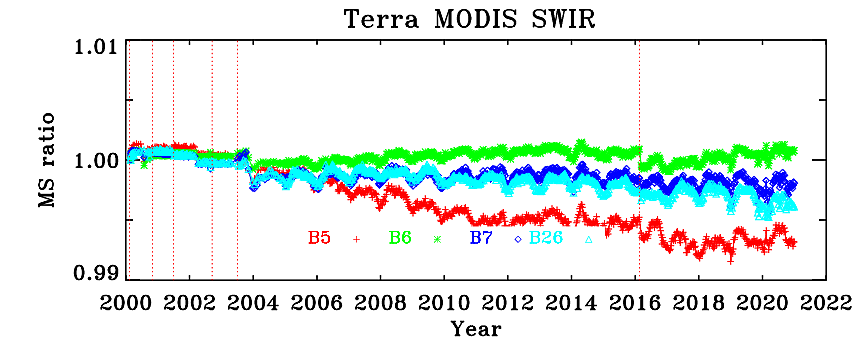 Terra MODIS SWIR
1.01
1.00
0.99
MS ratio
B5 B6 B7 B26
2000 2002 2004 2006 2008 2010 2012 2014 2016 2018 2020 2022
Year